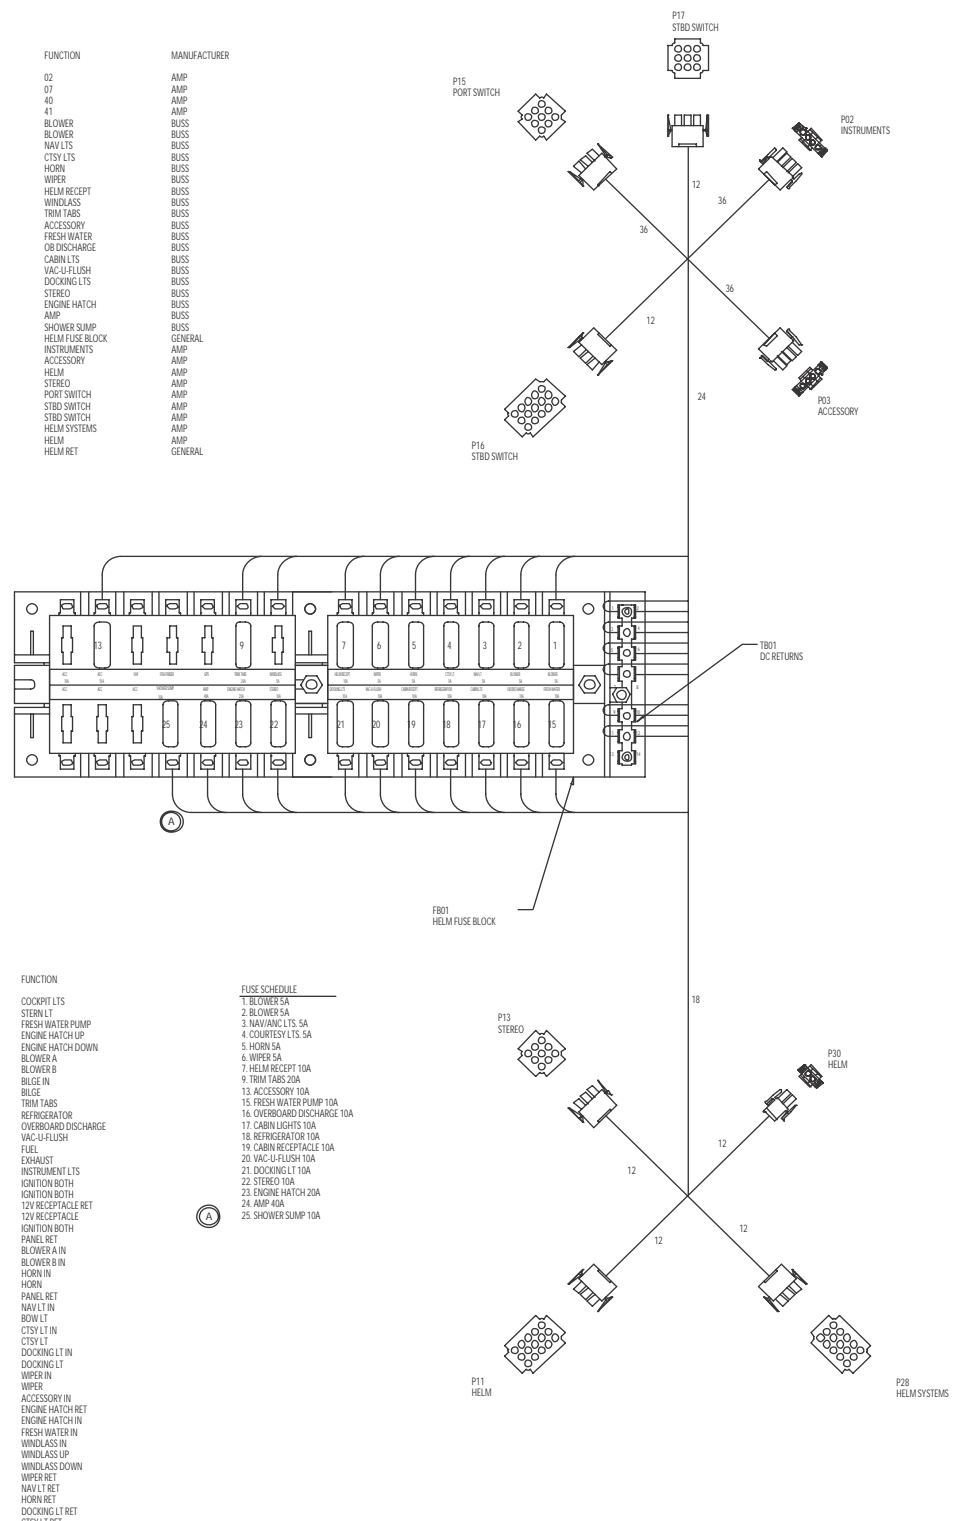 P17
STBD SWITCH
FUNCTION MANUFACTURER
02 AMP
07 AMP
40 AMP
41 AMP
BLOWER BUSS
BLOWER BUSS
NAV LTS BUSS
CTSY LTS BUSS
HORN BUSS
WIPER BUSS
HELM RECEPT BUSS
WINDLASS BUSS
TRIM TABS BUSS
ACCESSORY BUSS
FRESH WATER BUSS
OB DISCHARGE BUSS
CABIN LTS BUSS
VAC-U-FLUSH BUSS
DOCKING LTS BUSS
STEREO BUSS
ENGINE HATCH BUSS
AMP BUSS
SHOWER SUMP BUSS
HELM FUSE BLOCK GENERAL
INSTRUMENTS AMP
ACCESSORY AMP
HELM AMP
STEREO AMP
PORT SWITCH AMP
STBD SWITCH AMP
STBD SWITCH AMP
HELM SYSTEMS AMP
HELM AMP
HELM RET GENERAL
P15
PORT SWITCH
P02
INSTRUMENTS
12
36
36
36
12
24
P03
ACCESSORY
P16
STBD SWITCH
13 9 7 6 5 4 3 2 1
25 24 23 22 21 20 19 18 17 16 15
TB01
DC RETURNS
A
FB01
HELM FUSE BLOCK
18
FUNCTION
COCKPIT LTS
STERN LT
FRESH WATER PUMP
ENGINE HATCH UP
ENGINE HATCH DOWN
BLOWER A
BLOWER B
BILGE IN
BILGE
TRIM TABS
REFRIGERATOR
OVERBOARD DISCHARGE
VAC-U-FLUSH
FUEL
EXHAUST
INSTRUMENT LTS
IGNITION BOTH
IGNITION BOTH
12V RECEPTACLE RET
12V RECEPTACLE
IGNITION BOTH
PANEL RET
BLOWER A IN
BLOWER B IN
HORN IN
HORN
PANEL RET
NAV LT IN
BOW LT
CTSY LT IN
CTSY LT
DOCKING LT IN
DOCKING LT
WIPER IN
WIPER
ACCESSORY IN
ENGINE HATCH RET
ENGINE HATCH IN
FRESH WATER IN
WINDLASS IN
WINDLASS UP
WINDLASS DOWN
WIPER RET
NAV LT RET
HORN RET
DOCKING LT RET
CTSY LT RET
FUSE SCHEDULE
1. BLOWER 5A
2. BLOWER 5A
3. NAV/ANC LTS. 5A
4. COURTESY LTS. 5A
5. HORN 5A
6. WIPER 5A
7. HELM RECEPT 10A
9. TRIM TABS 20A
13. ACCESSORY 10A
15. FRESH WATER PUMP 10A
16. OVERBOARD DISCHARGE 10A
17. CABIN LIGHTS 10A
18. REFRIGERATOR 10A
19. CABIN RECEPTACLE 10A
20. VAC-U-FLUSH 10A
21. DOCKING LT 10A
22. STEREO 10A
23. ENGINE HATCH 20A
24. AMP 40A
25. SHOWER SUMP 10A
A
P13
STEREO
P30
HELM
12
12
12
12
P11
HELM
P28
HELM SYSTEMS